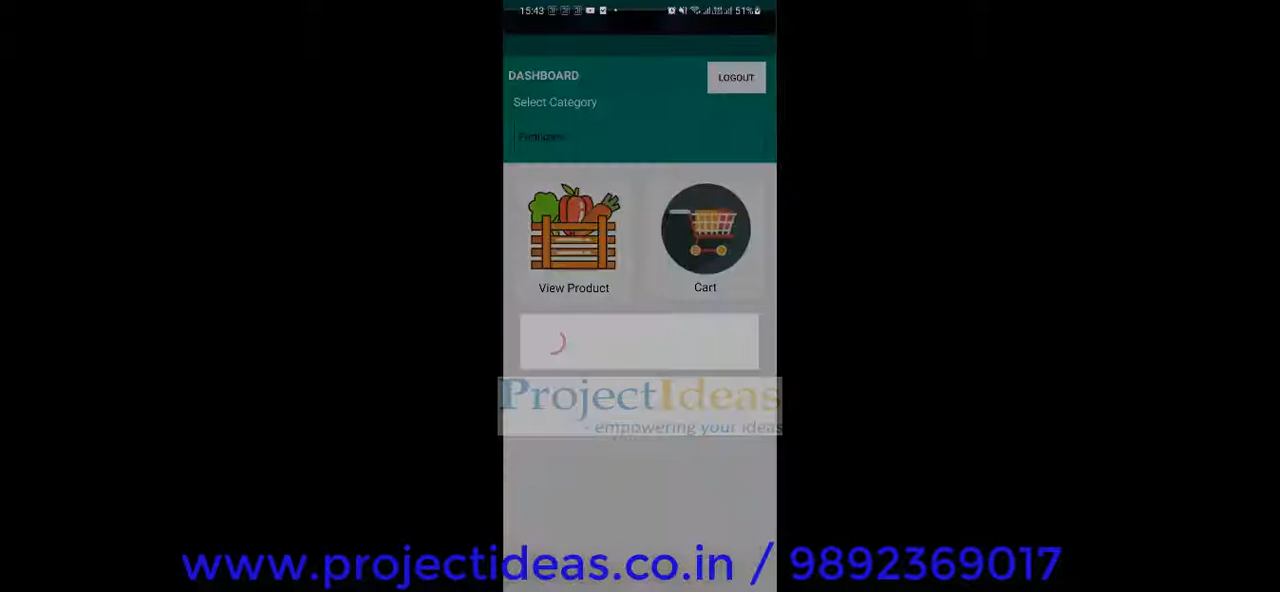 15:43
51%
DASHBOARD
LOGOUT
Select Category
View Product
Cart
ProjectIdeas
- empowering your ideas
www.projectideas.co.in / 9892369017